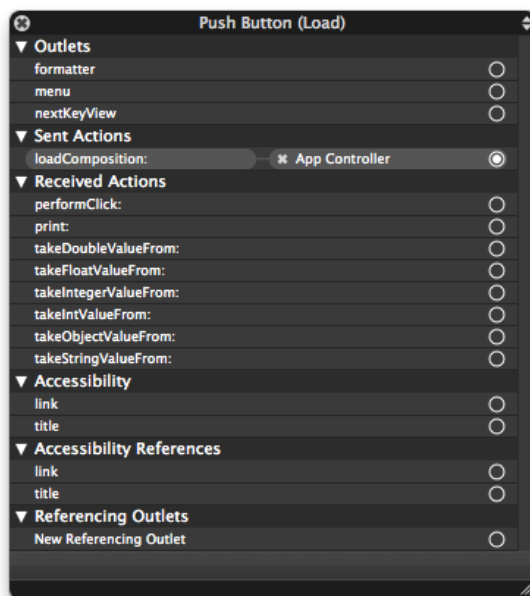 Push Button (Load)
Outlets
formatter
menu
nextKeyView
Sent Actions
loadComposition: App Controller
Received Actions
performClick:
print:
takeDoubleValueFrom:
takeFloatValueFrom:
takeIntegerValueFrom:
takeIntValueFrom:
takeObjectValueFrom:
takeStringValueFrom:
Accessibility
link
title
Accessibility References
link
title
Referencing Outlets
New Referencing Outlet